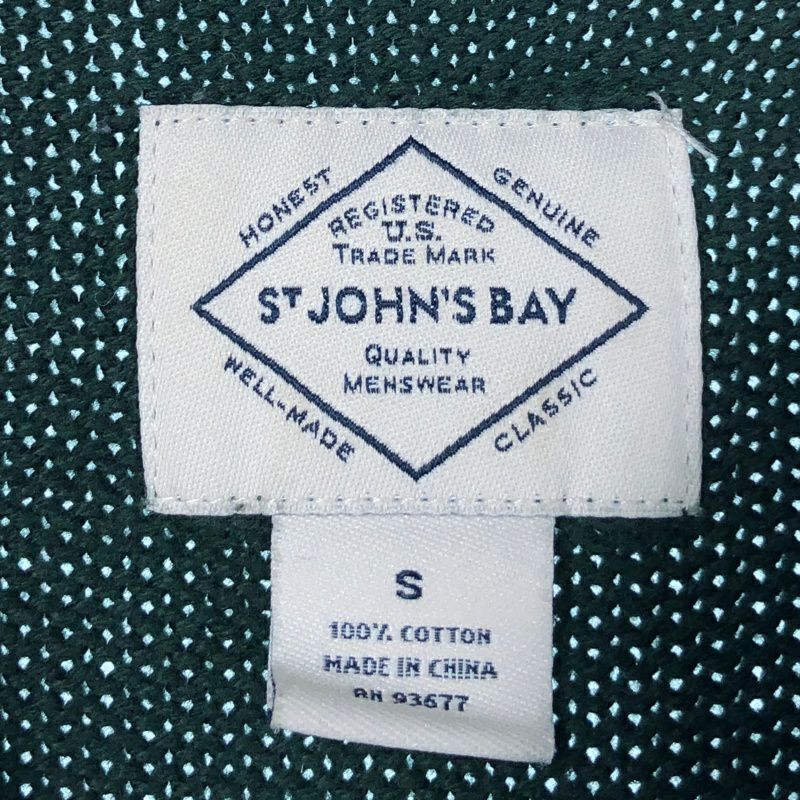 HONEST
GENUINE
REGISTERED
U.S.
TRADE MARK
ST JOHN'S BAY
QUALITY
MENSWEAR
WELL-MADE
CLASSIC
S
100% COTTON
MADE IN CHINA
RN 93677